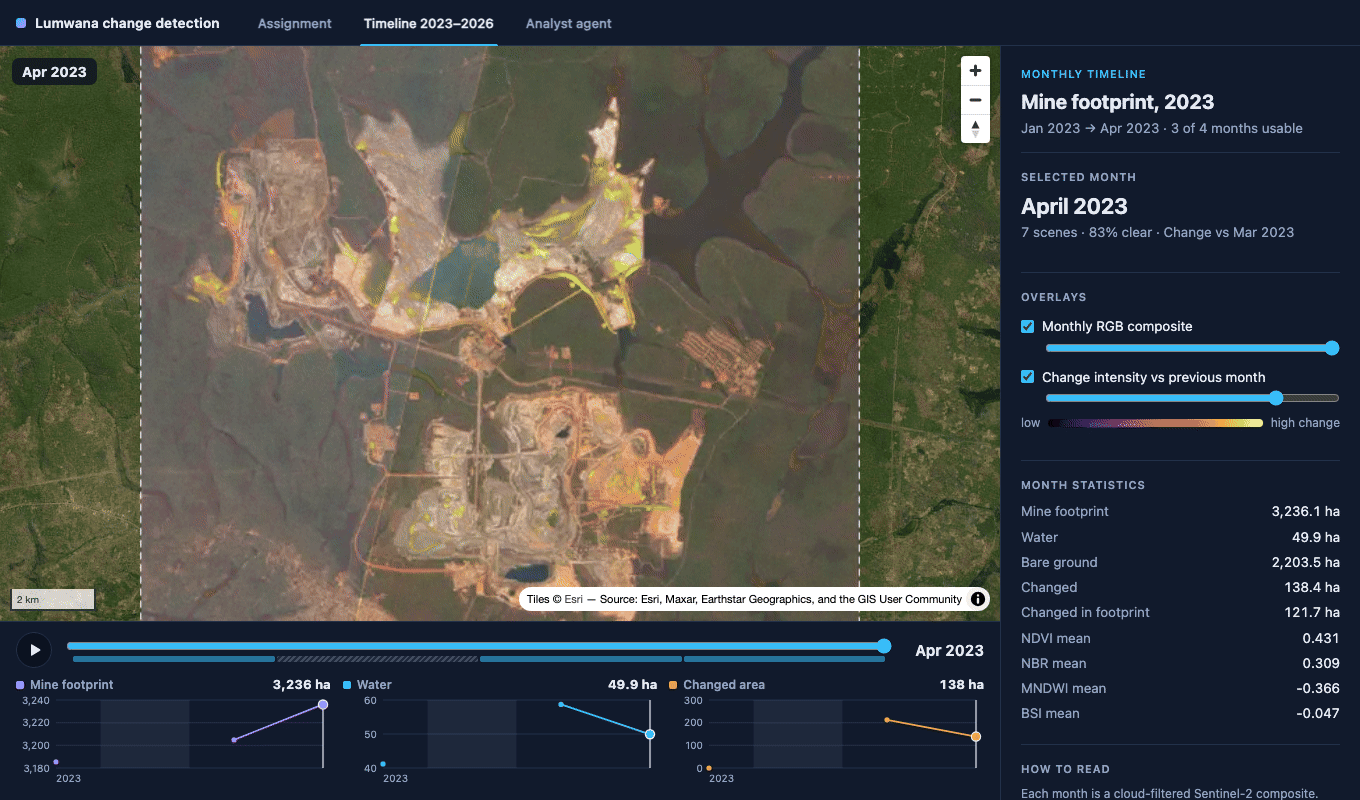 Lumwana change detection
Assignment
Timeline 2023–2026
Analyst agent
Apr 2023
2 km
Tiles © Esri — Source: Esri, Maxar, Earthstar Geographics, and the GIS User Community
Apr 2023
Mine footprint 3,236 ha
3,240
3,220
3,200
3,180
2023
Water 49.9 ha
60
50
40
2023
Changed area 138 ha
300
200
100
0
2023
MONTHLY TIMELINE
Mine footprint, 2023
Jan 2023 → Apr 2023 · 3 of 4 months usable
SELECTED MONTH
April 2023
7 scenes · 83% clear · Change vs Mar 2023
OVERLAYS
Monthly RGB composite
Change intensity vs previous month
low high change
MONTH STATISTICS
Mine footprint 3,236.1 ha
Water 49.9 ha
Bare ground 2,203.5 ha
Changed 138.4 ha
Changed in footprint 121.7 ha
NDVI mean 0.431
NBR mean 0.309
MNDWI mean -0.366
BSI mean -0.047
HOW TO READ
Each month is a cloud-filtered Sentinel-2 composite.